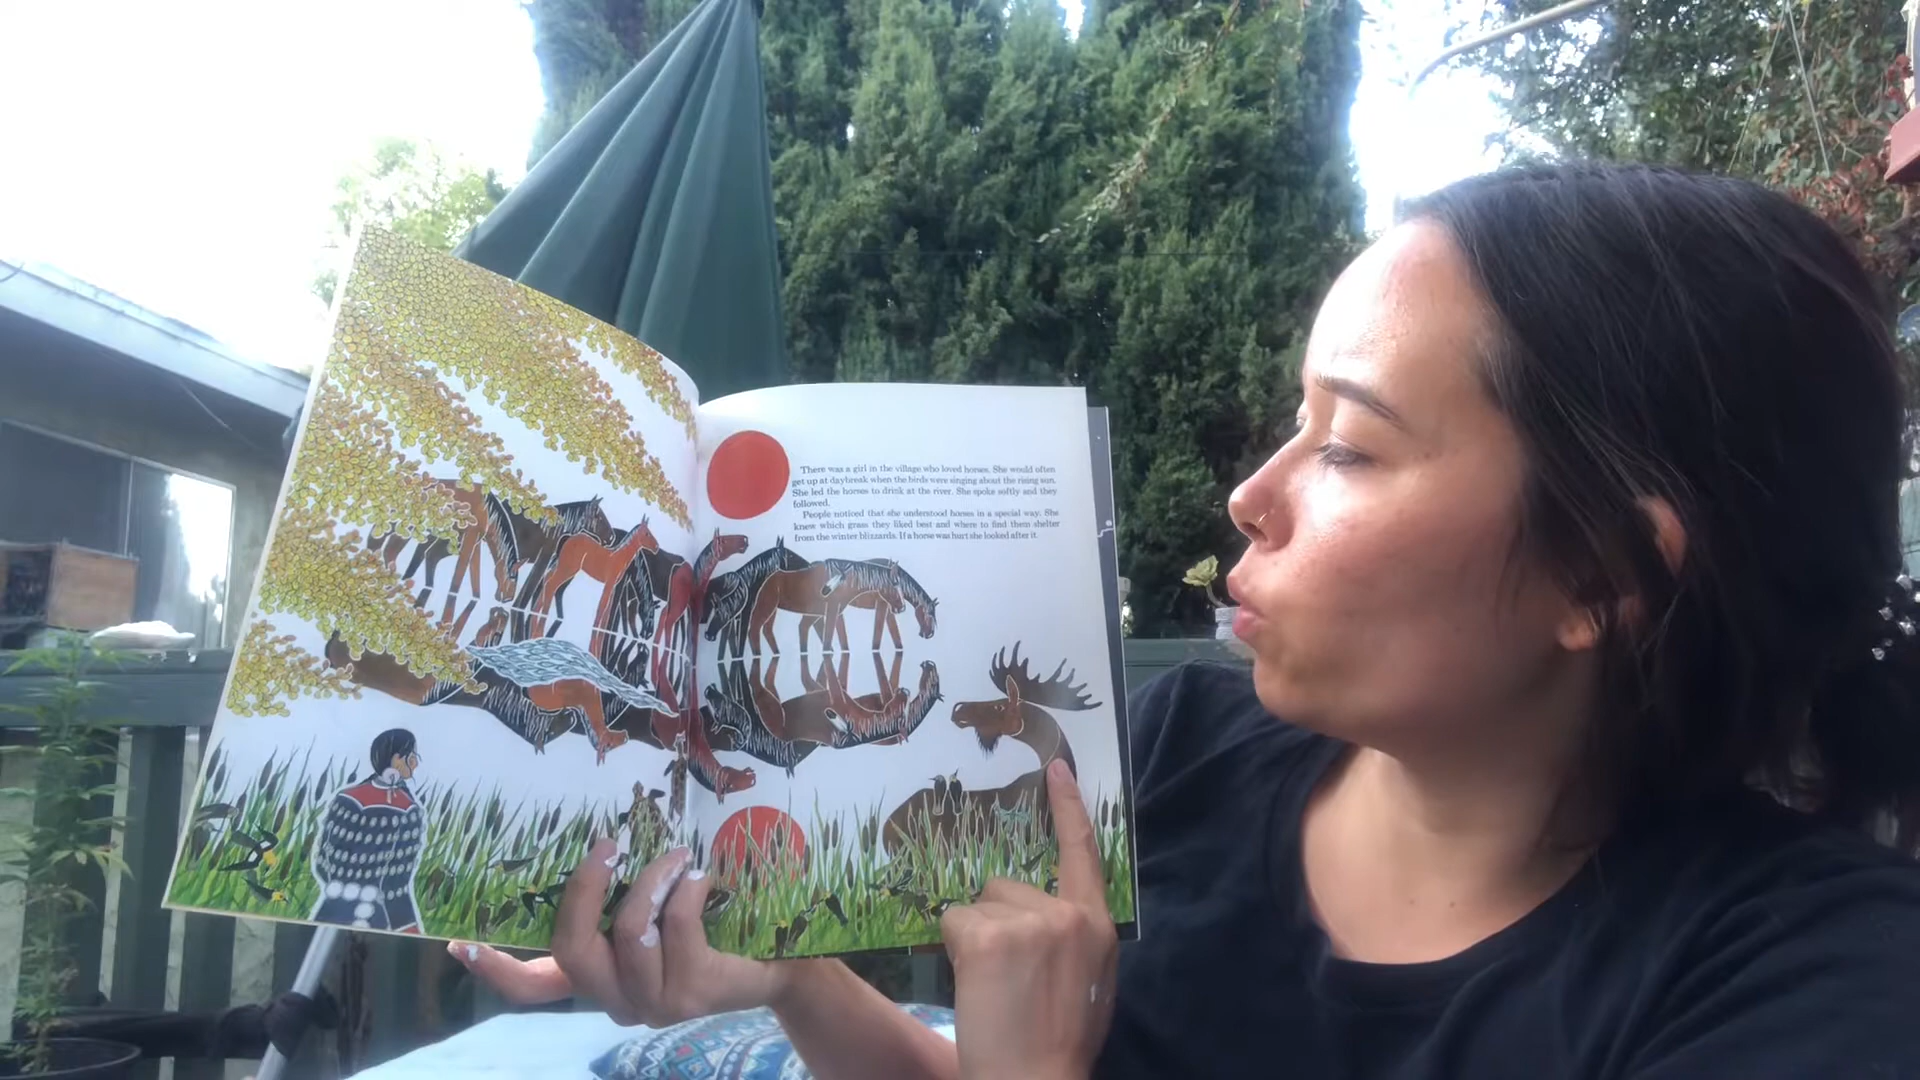 There was a girl in the village who loved horses. She would often
get up at daybreak when the birds were singing about the rising sun.
She led the horses to drink at the river. She spoke softly and they
followed.
People noticed that she understood horses in a special way. She
knew which grass they liked best and where to find them shelter
from the winter blizzards. If a horse was hurt she looked after it.